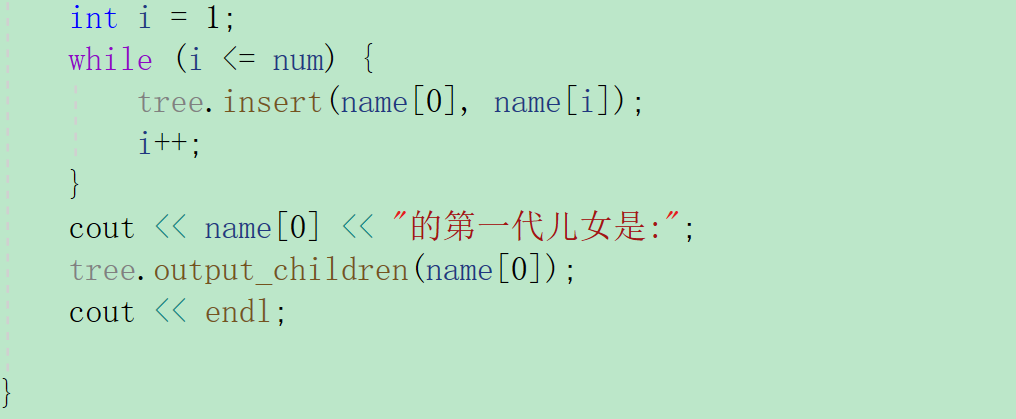 int i = 1;
while (i <= num) {
tree.insert(name[0], name[i]);
i++;
}
cout << name[0] << "的第一代儿女是:";
tree.output_children(name[0]);
cout << endl;
}